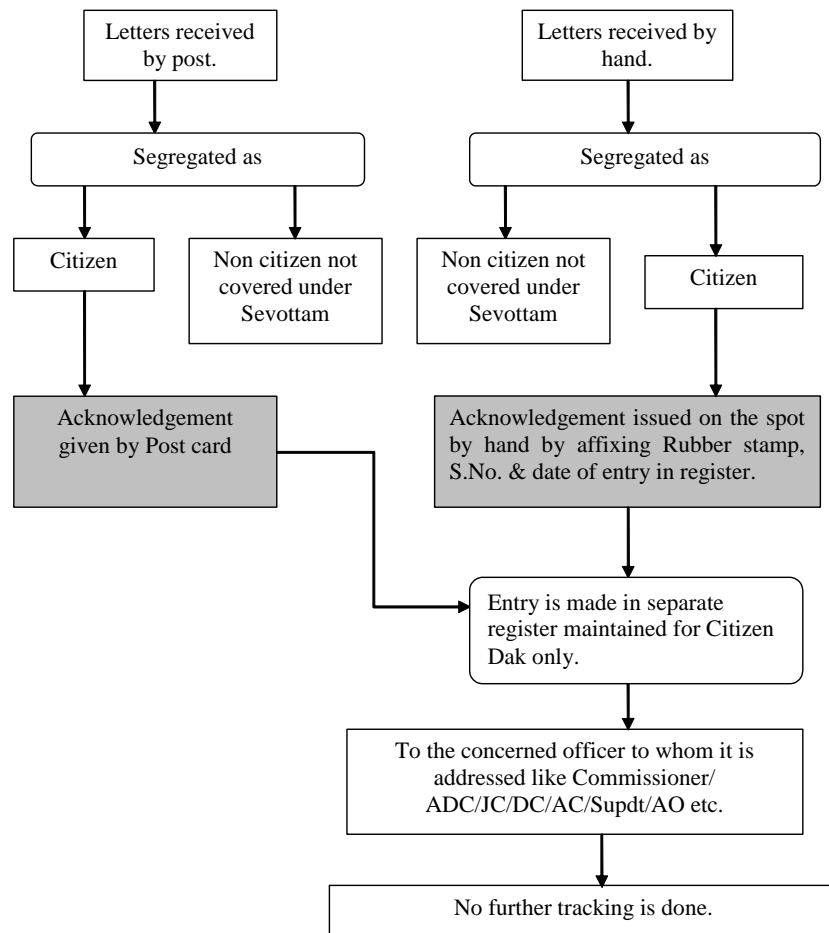 Letters received
by post.
Letters received by
hand.
Segregated as
Segregated as
Citizen
Non citizen not
covered under
Sevottam
Non citizen not
covered under
Sevottam
Citizen
Acknowledgement
given by Post card
Acknowledgement issued on the spot
by hand by affixing Rubber stamp,
S.No. & date of entry in register.
Entry is made in separate
register maintained for Citizen
Dak only.
To the concerned officer to whom it is
addressed like Commissioner/
ADC/JC/DC/AC/Supdt/AO etc.
No further tracking is done.